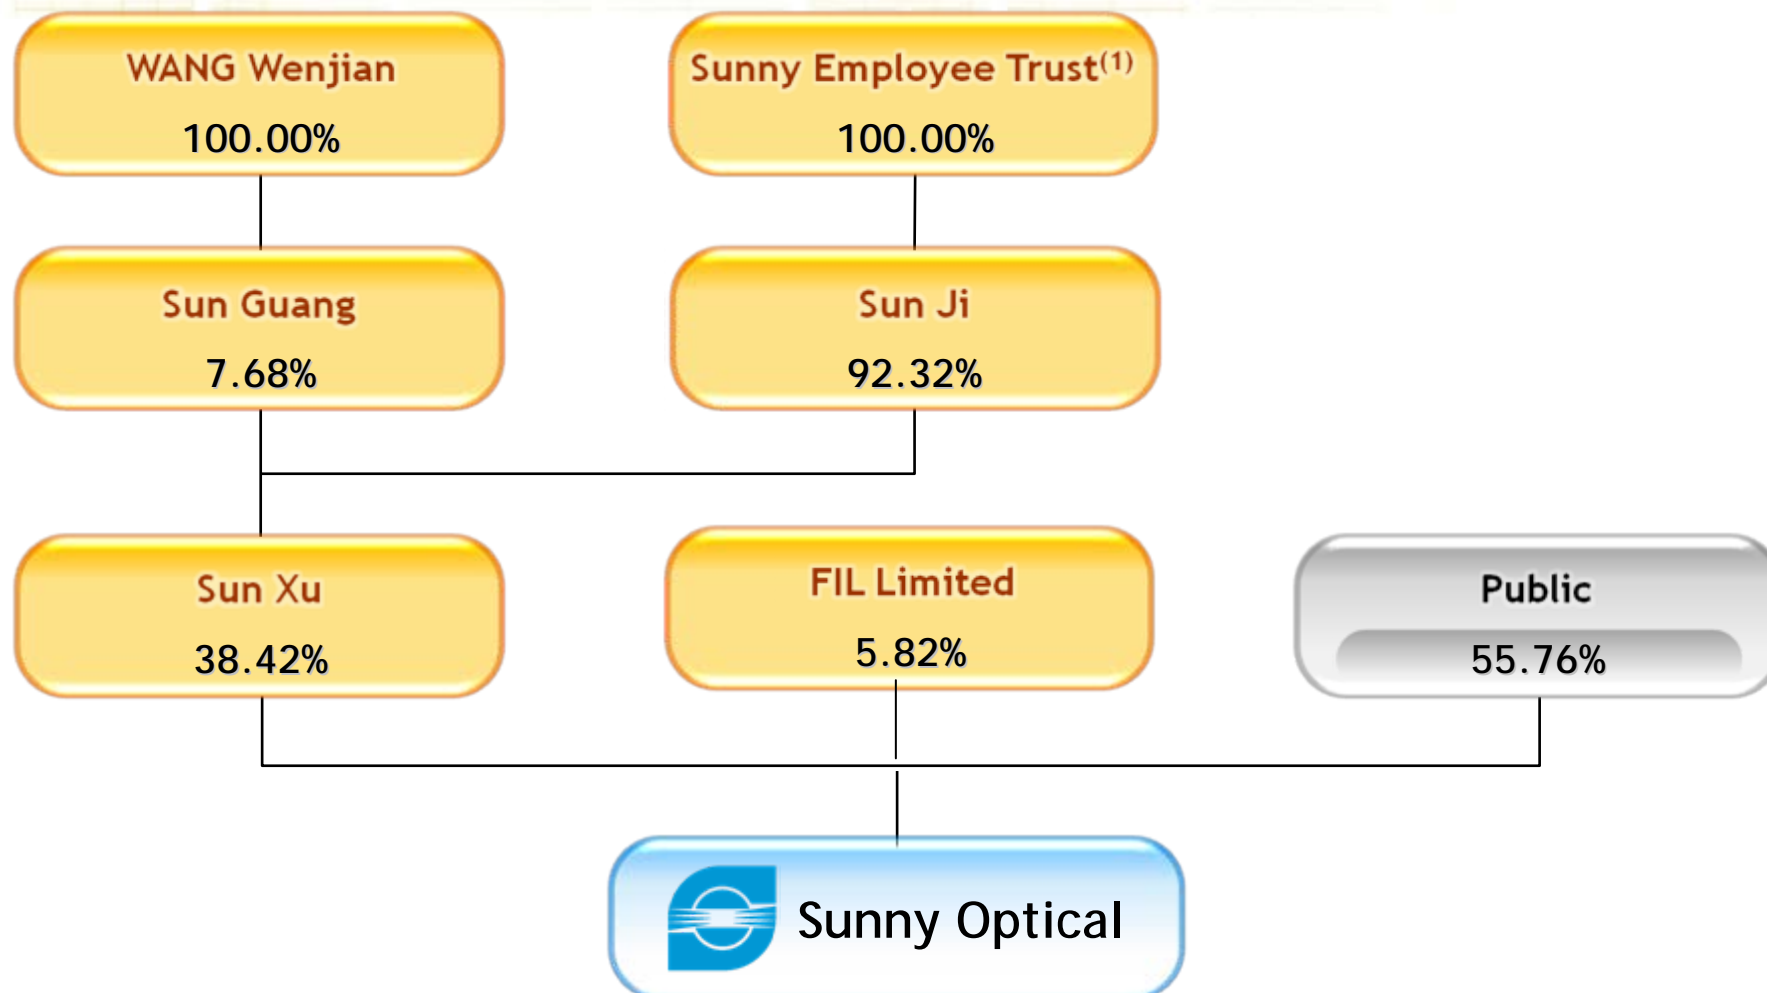 WANG Wenjian
100.00%
Sunny Employee Trust(1)
100.00%
Sun Guang
7.68%
Sun Ji
92.32%
Sun Xu
38.42%
FIL Limited
5.82%
Public
55.76%
Sunny Optical